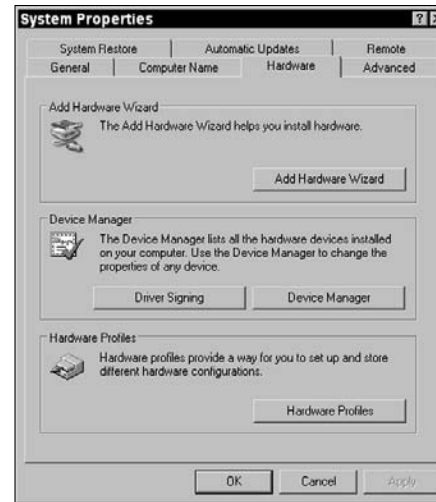 System Properties
System Restore Automatic Updates Remote
General Computer Name Hardware Advanced
Add Hardware Wizard
The Add Hardware Wizard helps you install hardware.
Add Hardware Wizard
Device Manager
The Device Manager lists all the hardware devices installed
on your computer. Use the Device Manager to change the
properties of any device.
Driver Signing Device Manager
Hardware Profiles
Hardware profiles provide a way for you to set up and store
different hardware configurations.
Hardware Profiles
OK Cancel Apply